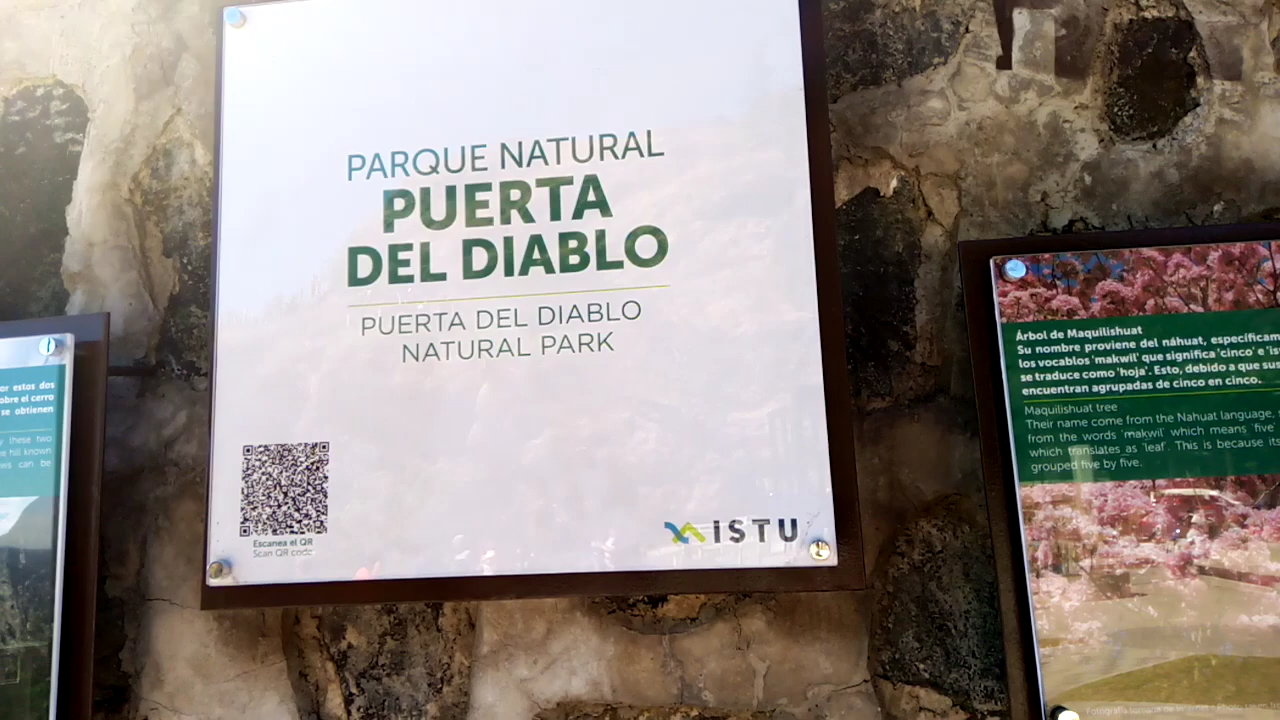 or estos dos
obre el cerro
se obtienen
these two
hill known
ws can be
PARQUE NATURAL
PUERTA
DEL DIABLO
PUERTA DEL DIABLO
NATURAL PARK
Escanea el QR
Scan QR code
ISTU
Árbol de Maquilishuat
Su nombre proviene del náhuat, específicam
los vocablos 'makwil' que significa 'cinco' e 'is
se traduce como 'hoja'. Esto, debido a que sus
encuentran agrupadas de cinco en cinco.
Maquilishuat tree
Their name come from the Nahuat language,
from the words 'makwil' which means 'five'
which translates as 'leaf'. This is because its
grouped five by five.